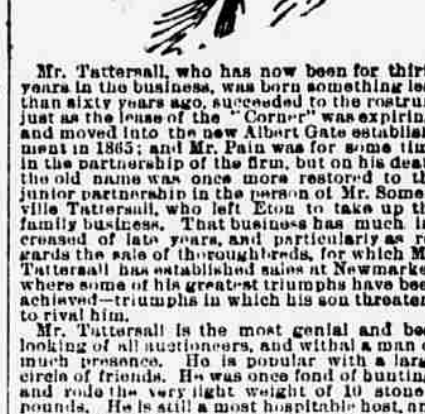 Mr. Tattersall, who has now been for thirt
years in the business, was born something le
than sixty years ago, succeeded to the rostru
just as the lease of the "Corner" was expirin
and moved into the new Albert Gate establis
ment in 1865; and Mr. Pain was for some tim
in the partnership of the firm, but on his deat
the old name was once more restored to th
junior partnership in the person of Mr. Some
ville Tattersall, who left Eton to take up th
family business. That business has much i
creased of late years, and particularly as r
gards the sale of thoroughbreds, for which M
Tattersall has established sales at Newmarke
where some of his greatest triumphs have bee
achieved—triumphs in which his son threaten
to rival him.
Mr. Tattersall is the most genial and be
looking of all auctioneers, and withal a man o
much presence. He is popular with a larg
circle of friends. He was once fond of hunting
and rode the very light weight of 10 stone
pounds. He is still a most hospitable host, an